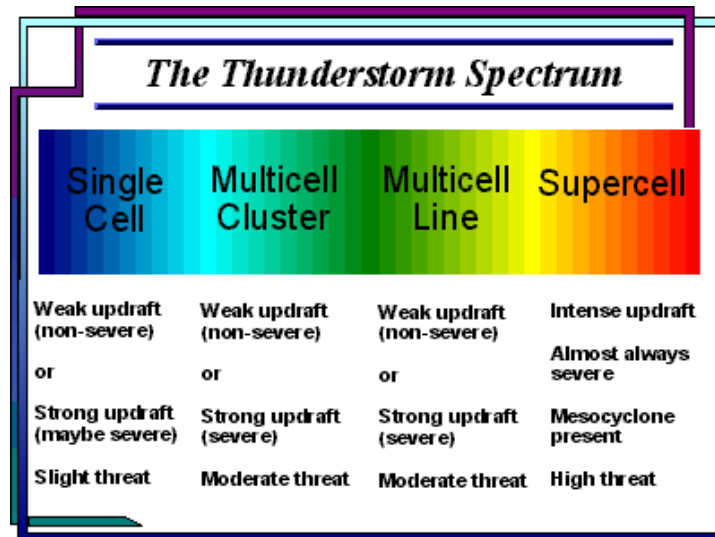 The Thunderstorm Spectrum
Single
Cell
Multicell
Cluster
Multicell
Line
Supercell
Weak updraft
(non-severe)
or
Strong updraft
(maybe severe)
Slight threat
Weak updraft
(non-severe)
or
Strong updraft
(severe)
Moderate threat
Weak updraft
(non-severe)
or
Strong updraft
(severe)
Moderate threat
Intense updraft
Almost always
severe
Mesocyclone
present
High threat